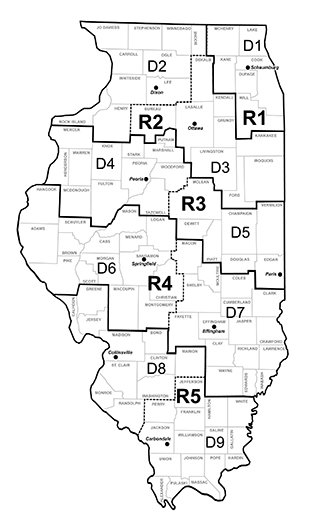 JO DAVIESS
STEPHENSON
WINNEBAGO
BOONE
MCHENRY
LAKE
D1
CARROLL
OGLE
D2
DEKALB
KANE
COOK
Schaumburg
DUPAGE
WHITESIDE
LEE
Dixon
KENDALL
WILL
HENRY
BUREAU
LASALLE
R2
Ottawa
GRUNDY
R1
ROCK ISLAND
MERCER
PUTNAM
KANKAKEE
KNOX
STARK
MARSHALL
LIVINGSTON
D4
WARREN
HENDERSON
PEORIA
Peoria
WOODFORD
D3
IROQUOIS
HANCOCK
MCDONOUGH
FULTON
TAZEWELL
MCLEAN
FORD
R3
MASON
LOGAN
VERMILION
CHAMPAIGN
ADAMS
SCHUYLER
CASS
MENARD
DEWITT
D5
MACON
PIATT
BROWN
PIKE
MORGAN
D6
SCOTT
SANGAMON
Springfield
DOUGLAS
EDGAR
Paris
R4
GREENE
MACOUPIN
CHRISTIAN
MONTGOMERY
SHELBY
COLES
CLARK
CUMBERLAND
D7
JERSEY
FAYETTE
EFFINGHAM
Effingham
JASPER
CRAWFORD
MADISON
BOND
CLAY
RICHLAND
LAWRENCE
Collinsville
CLINTON
D8
MARION
ST. CLAIR
WAYNE
EDWARDS
WABASH
MONROE
WASHINGTON
JEFFERSON
R5
RANDOLPH
PERRY
FRANKLIN
HAMILTON
WHITE
JACKSON
Carbondale
WILLIAMSON
SALINE
GALLATIN
D9
UNION
JOHNSON
POPE
HARDIN
ALEXANDER
PULASKI
MASSAC